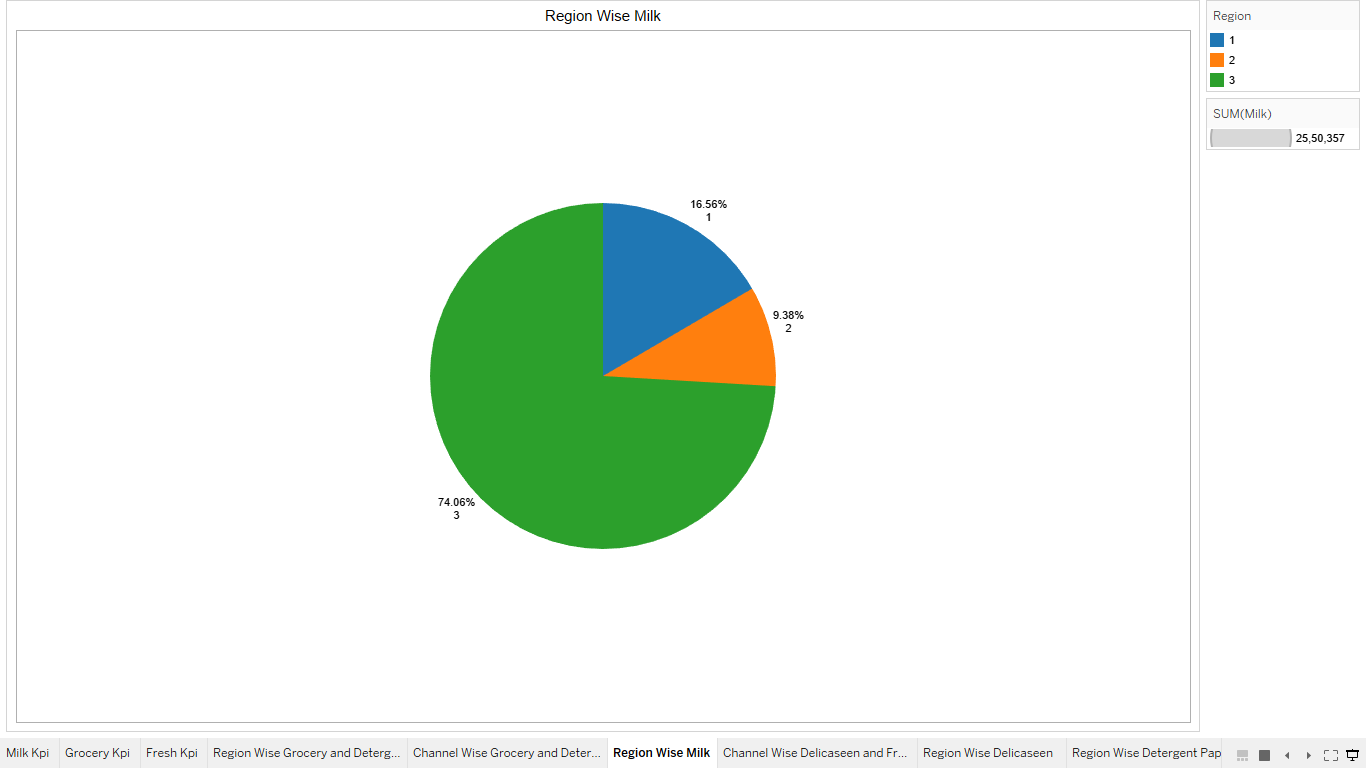 Region Wise Milk
16.56%
1
9.38%
2
74.06%
3
Region
1
2
3
SUM(Milk)
25,50,357
Milk Kpi
Grocery Kpi
Fresh Kpi
Region Wise Grocery and Deterg...
Channel Wise Grocery and Deter...
Region Wise Milk
Channel Wise Delicaseen and Fr...
Region Wise Delicaseen
Region Wise Detergent Pap